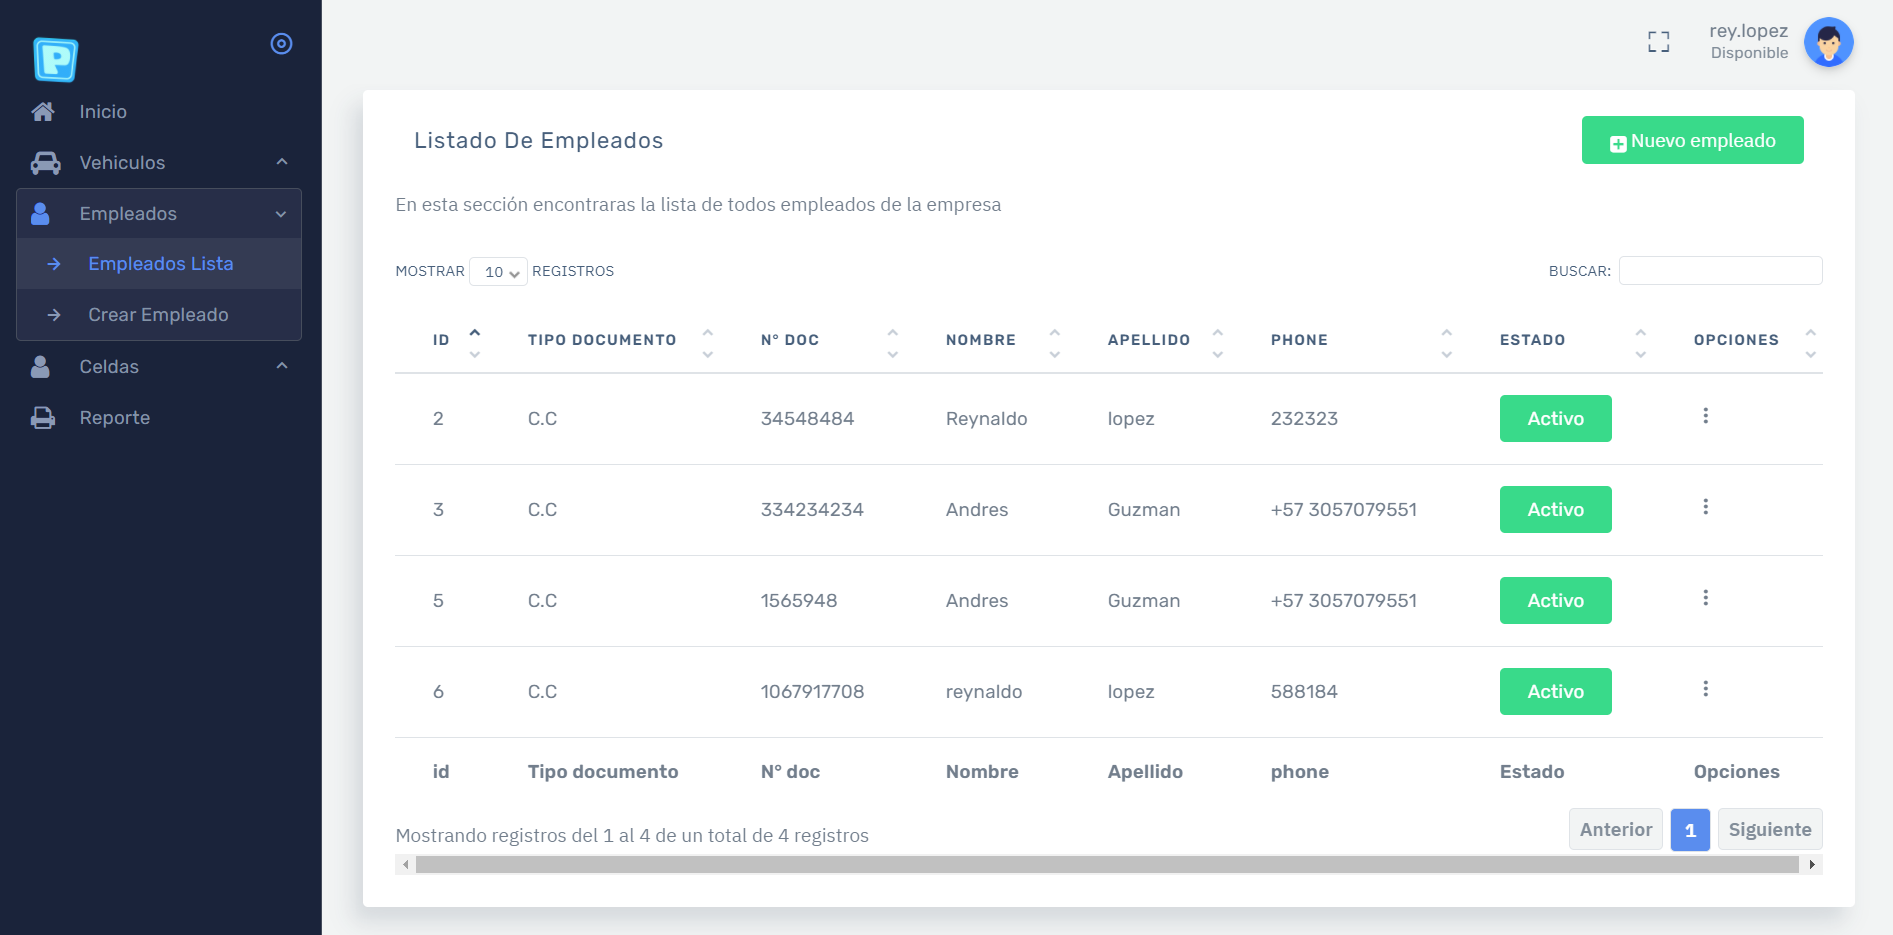 P
rey.lopez
Disponible
Inicio
Vehiculos
Empleados
Empleados Lista
Crear Empleado
Celdas
Reporte
Listado De Empleados
Nuevo empleado
En esta sección encontraras la lista de todos empleados de la empresa
MOSTRAR 10 REGISTROS
BUSCAR:
ID TIPO DOCUMENTO N° DOC NOMBRE APELLIDO PHONE ESTADO OPCIONES
2 C.C 34548484 Reynaldo lopez 232323 Activo
3 C.C 334234234 Andres Guzman +57 3057079551 Activo
5 C.C 1565948 Andres Guzman +57 3057079551 Activo
6 C.C 1067917708 reynaldo lopez 588184 Activo
id Tipo documento N° doc Nombre Apellido phone Estado Opciones
Mostrando registros del 1 al 4 de un total de 4 registros
Anterior 1 Siguiente